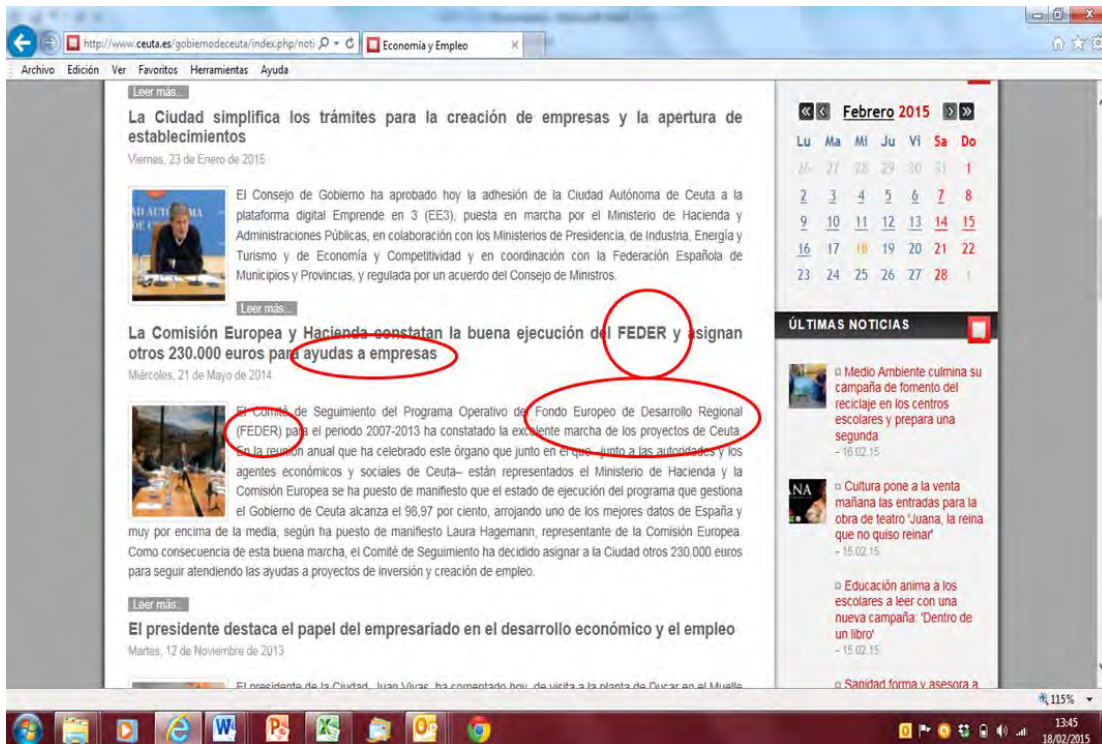 http://www.ceuta.es/gobiernodeceuta/index.php/noti
Economía y Empleo
Archivo Edición Ver Favoritos Herramientas Ayuda
Leer más...
La Ciudad simplifica los trámites para la creación de empresas y la apertura de
establecimientos
Viernes, 23 de Enero de 2015
El Consejo de Gobierno ha aprobado hoy la adhesión de la Ciudad Autónoma de Ceuta a la
plataforma digital Emprende en 3 (EE3), puesta en marcha por el Ministerio de Hacienda y
Administraciones Públicas, en colaboración con los Ministerios de Presidencia, de Industria, Energía y
Turismo y de Economía y Competitividad y en coordinación con la Federación Española de
Municipios y Provincias, y regulada por un acuerdo del Consejo de Ministros.
Leer más...
La Comisión Europea y Hacienda constatan la buena ejecución del FEDER y asignan
otros 230.000 euros para ayudas a empresas
Miércoles, 21 de Mayo de 2014
El Comité de Seguimiento del Programa Operativo del Fondo Europeo de Desarrollo Regional
(FEDER) para el periodo 2007-2013 ha constatado la excelente marcha de los proyectos de Ceuta.
En la reunión anual que ha celebrado este órgano que junto en el que –junto a las autoridades y los
agentes económicos y sociales de Ceuta– están representados el Ministerio de Hacienda y la
Comisión Europea se ha puesto de manifiesto que el estado de ejecución del programa que gestiona
el Gobierno de Ceuta alcanza el 98,97 por ciento, arrojando uno de los mejores datos de España y
muy por encima de la media, según ha puesto de manifiesto Laura Hagemann, representante de la Comisión Europea.
Como consecuencia de esta buena marcha, el Comité de Seguimiento ha decidido asignar a la Ciudad otros 230.000 euros
para seguir atendiendo las ayudas a proyectos de inversión y creación de empleo.
Leer más...
El presidente destaca el papel del empresariado en el desarrollo económico y el empleo
Martes, 12 de Noviembre de 2013
El presidente de la Ciudad, Juan Vivas, ha comentado hoy, de visita a la planta de Ducar en el Muelle
Febrero 2015
Lu Ma Mi Ju Vi Sa Do
26 27 28 29 30 31 1
2 3 4 5 6 7 8
9 10 11 12 13 14 15
16 17 18 19 20 21 22
23 24 25 26 27 28 1
ÚLTIMAS NOTICIAS
Medio Ambiente culmina su
campaña de fomento del
reciclaje en los centros
escolares y prepara una
segunda
- 16.02.15
Cultura pone a la venta
mañana las entradas para la
obra de teatro 'Juana, la reina
que no quiso reinar'
- 15.02.15
Educación anima a los
escolares a leer con una
nueva campaña: 'Dentro de
un libro'
- 15.02.15
Sanidad forma y asesora a
115%
13:45
18/02/2015